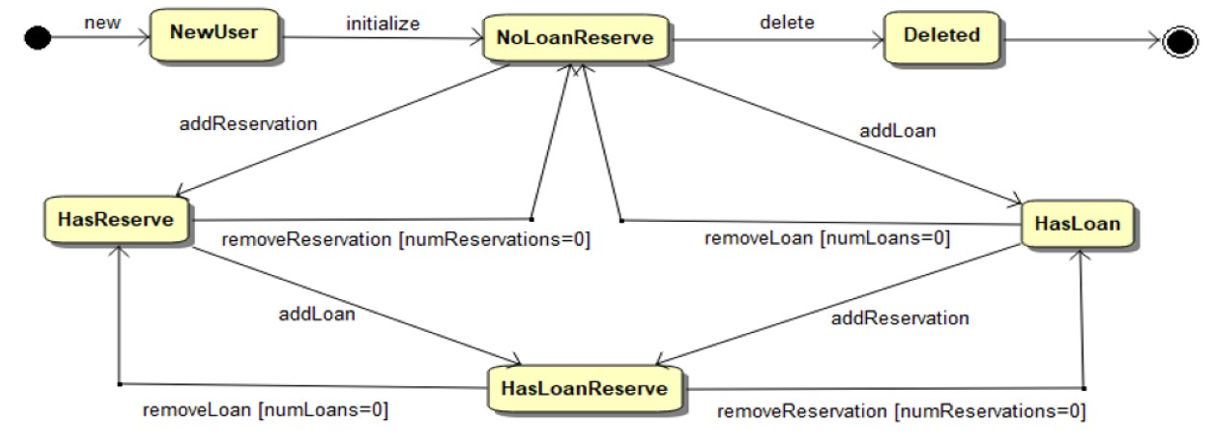 new
NewUser
initialize
NoLoanReserve
delete
Deleted
addReservation
addLoan
HasReserve
removeReservation [numReservations=0]
removeLoan [numLoans=0]
HasLoan
addLoan
addReservation
HasLoanReserve
removeLoan [numLoans=0]
removeReservation [numReservations=0]